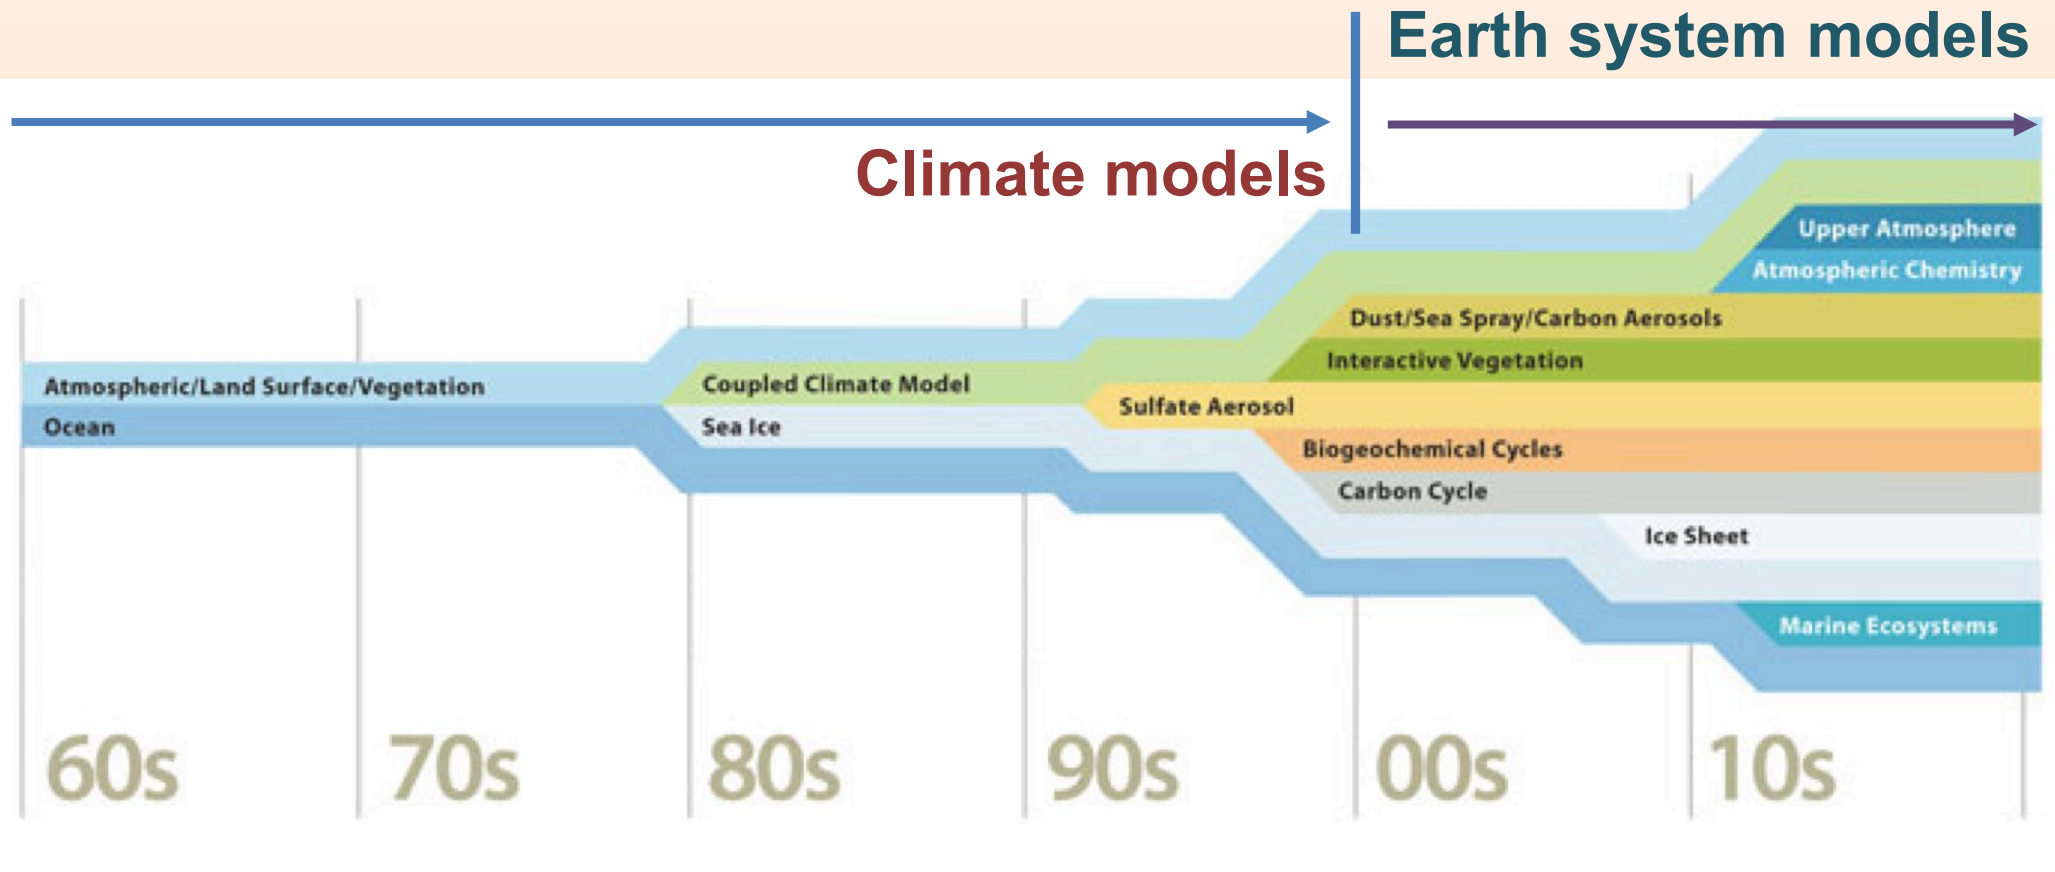 Earth system models
Climate models
Upper Atmosphere
Atmospheric Chemistry
Dust/Sea Spray/Carbon Aerosols
Interactive Vegetation
Atmospheric/Land Surface/Vegetation
Coupled Climate Model
Sulfate Aerosol
Ocean
Sea Ice
Biogeochemical Cycles
Carbon Cycle
Ice Sheet
Marine Ecosystems
60s
70s
80s
90s
00s
10s